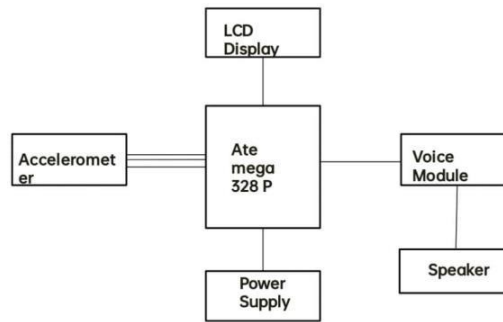 LCD
Display
Acceleromet
er
Ate
mega
328 P
Voice
Module
Speaker
Power
Supply